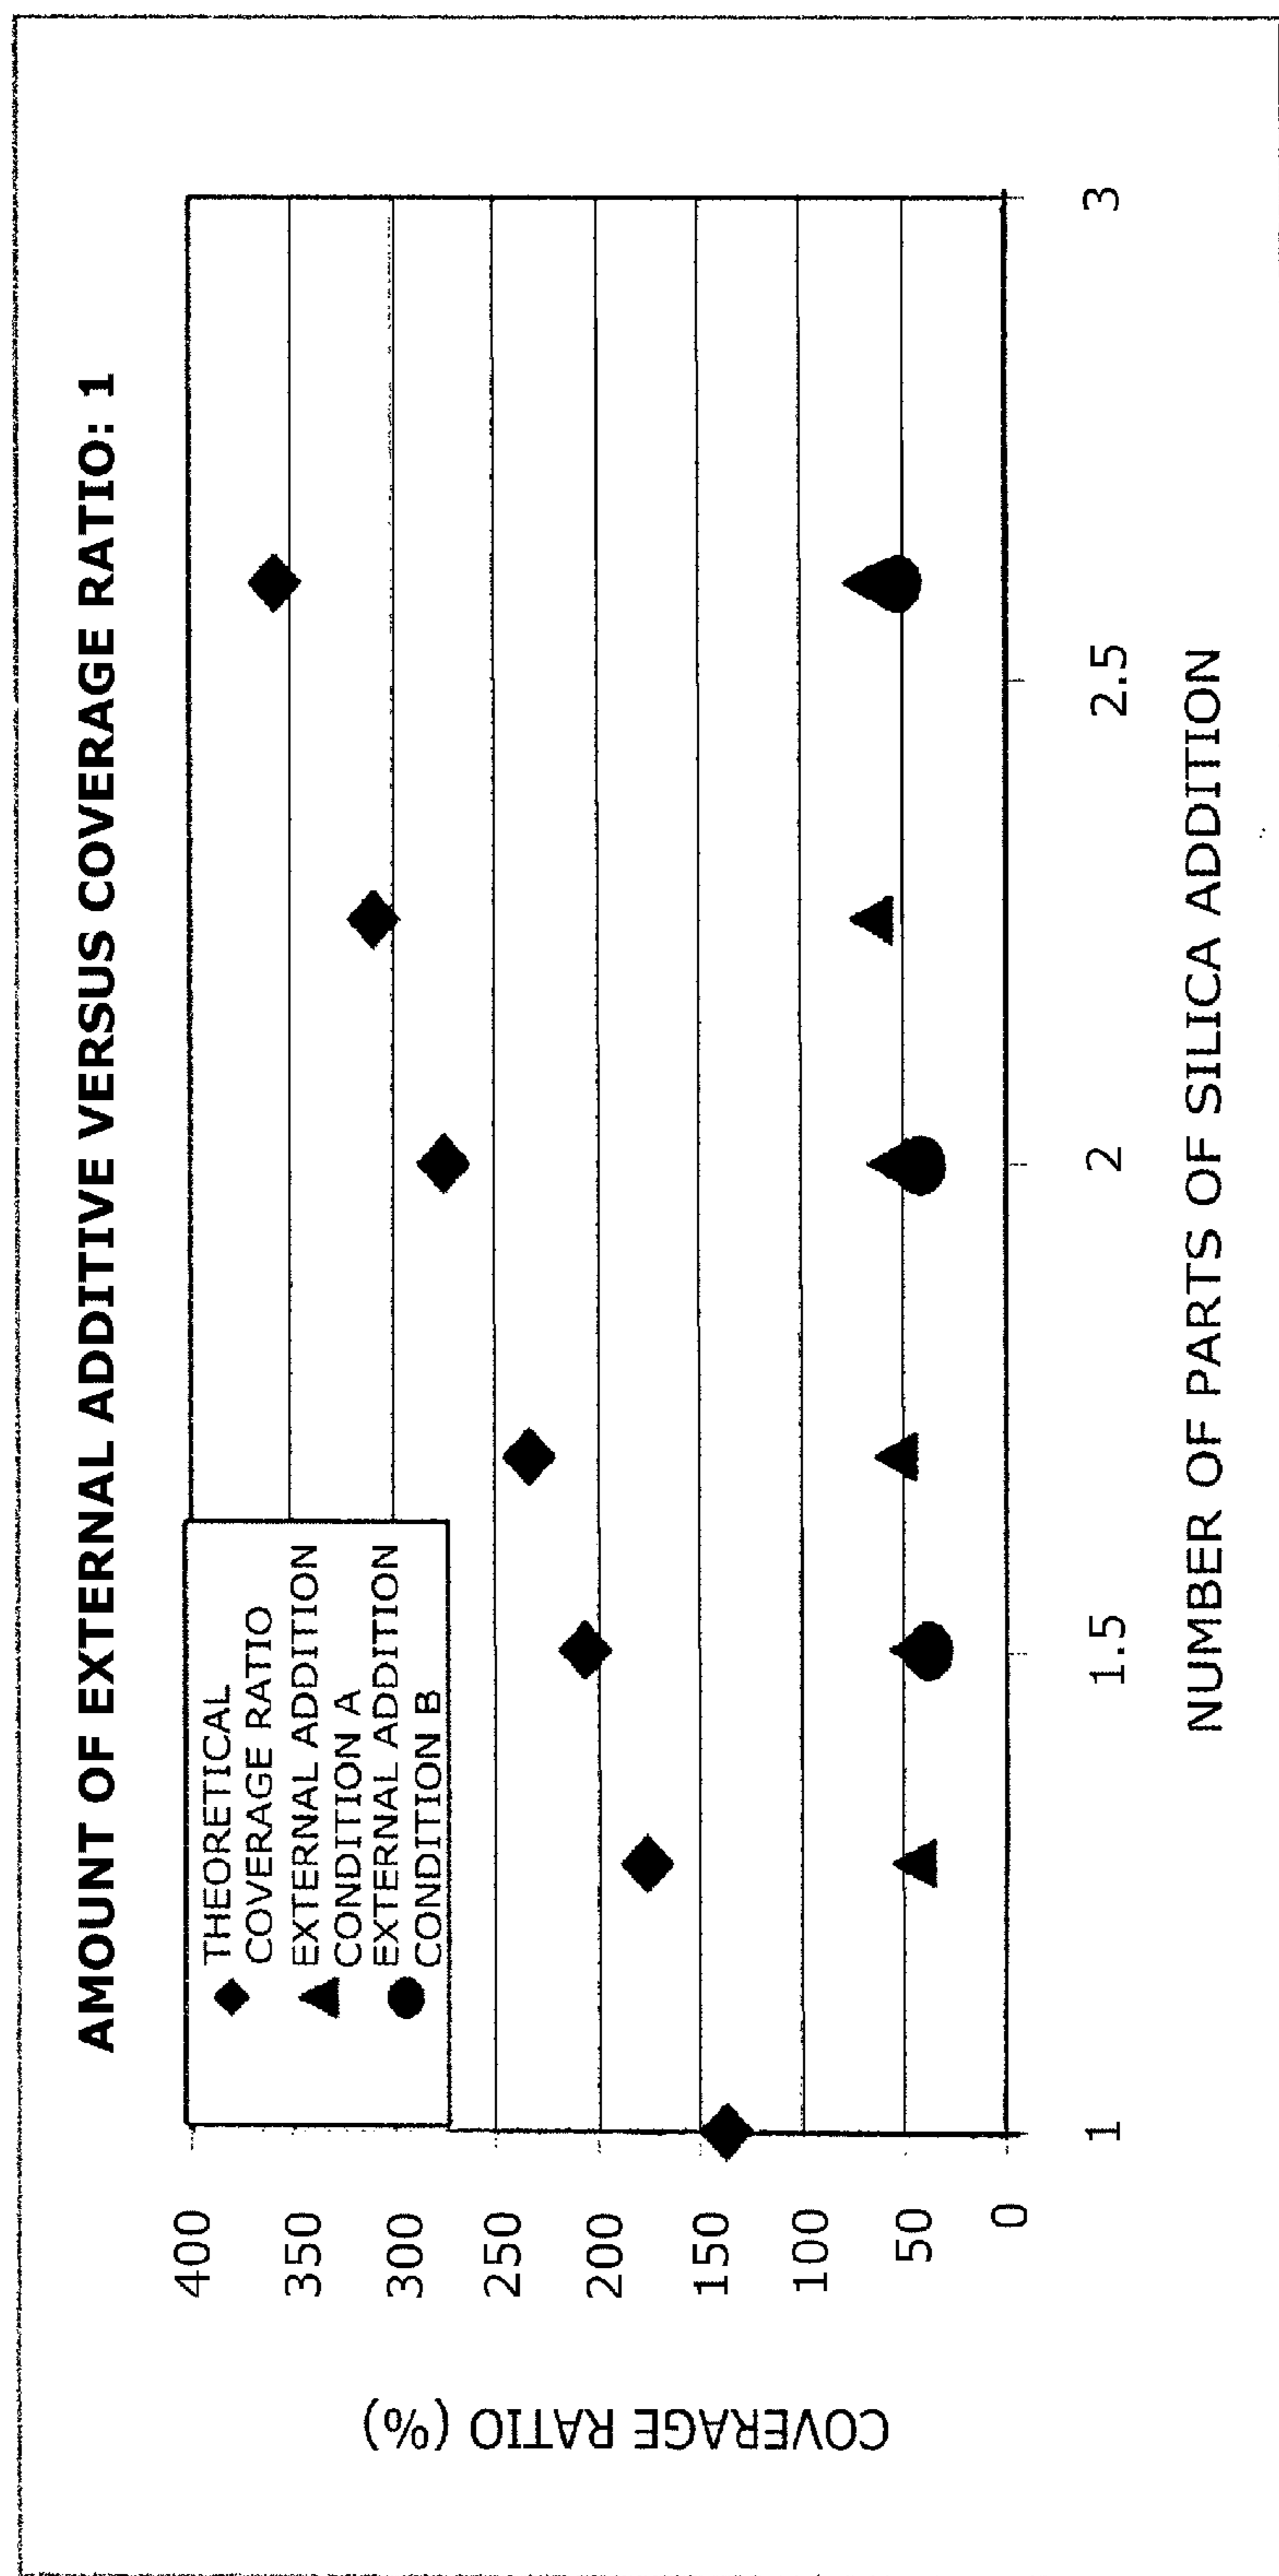 AMOUNT OF EXTERNAL ADDITIVE VERSUS COVERAGE RATIO: 1
THEORETICAL
COVERAGE RATIO
EXTERNAL ADDITION
CONDITION A
EXTERNAL ADDITION
CONDITION B
COVERAGE RATIO (%)
400
350
300
250
200
150
100
50
0
1
1.5
2
2.5
3
NUMBER OF PARTS OF SILICA ADDITION